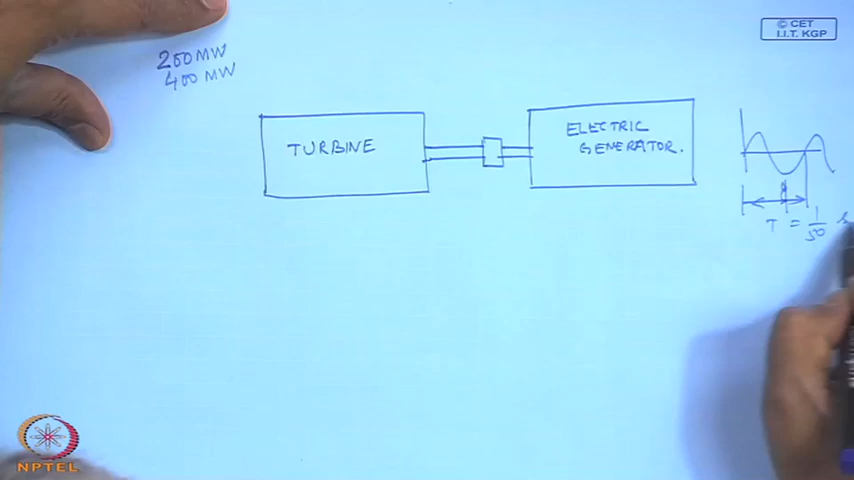 © CET
I.I.T. KGP
200 MW
400 MW
TURBINE
ELECTRIC
GENERATOR.
T = 1/50 s
NPTEL